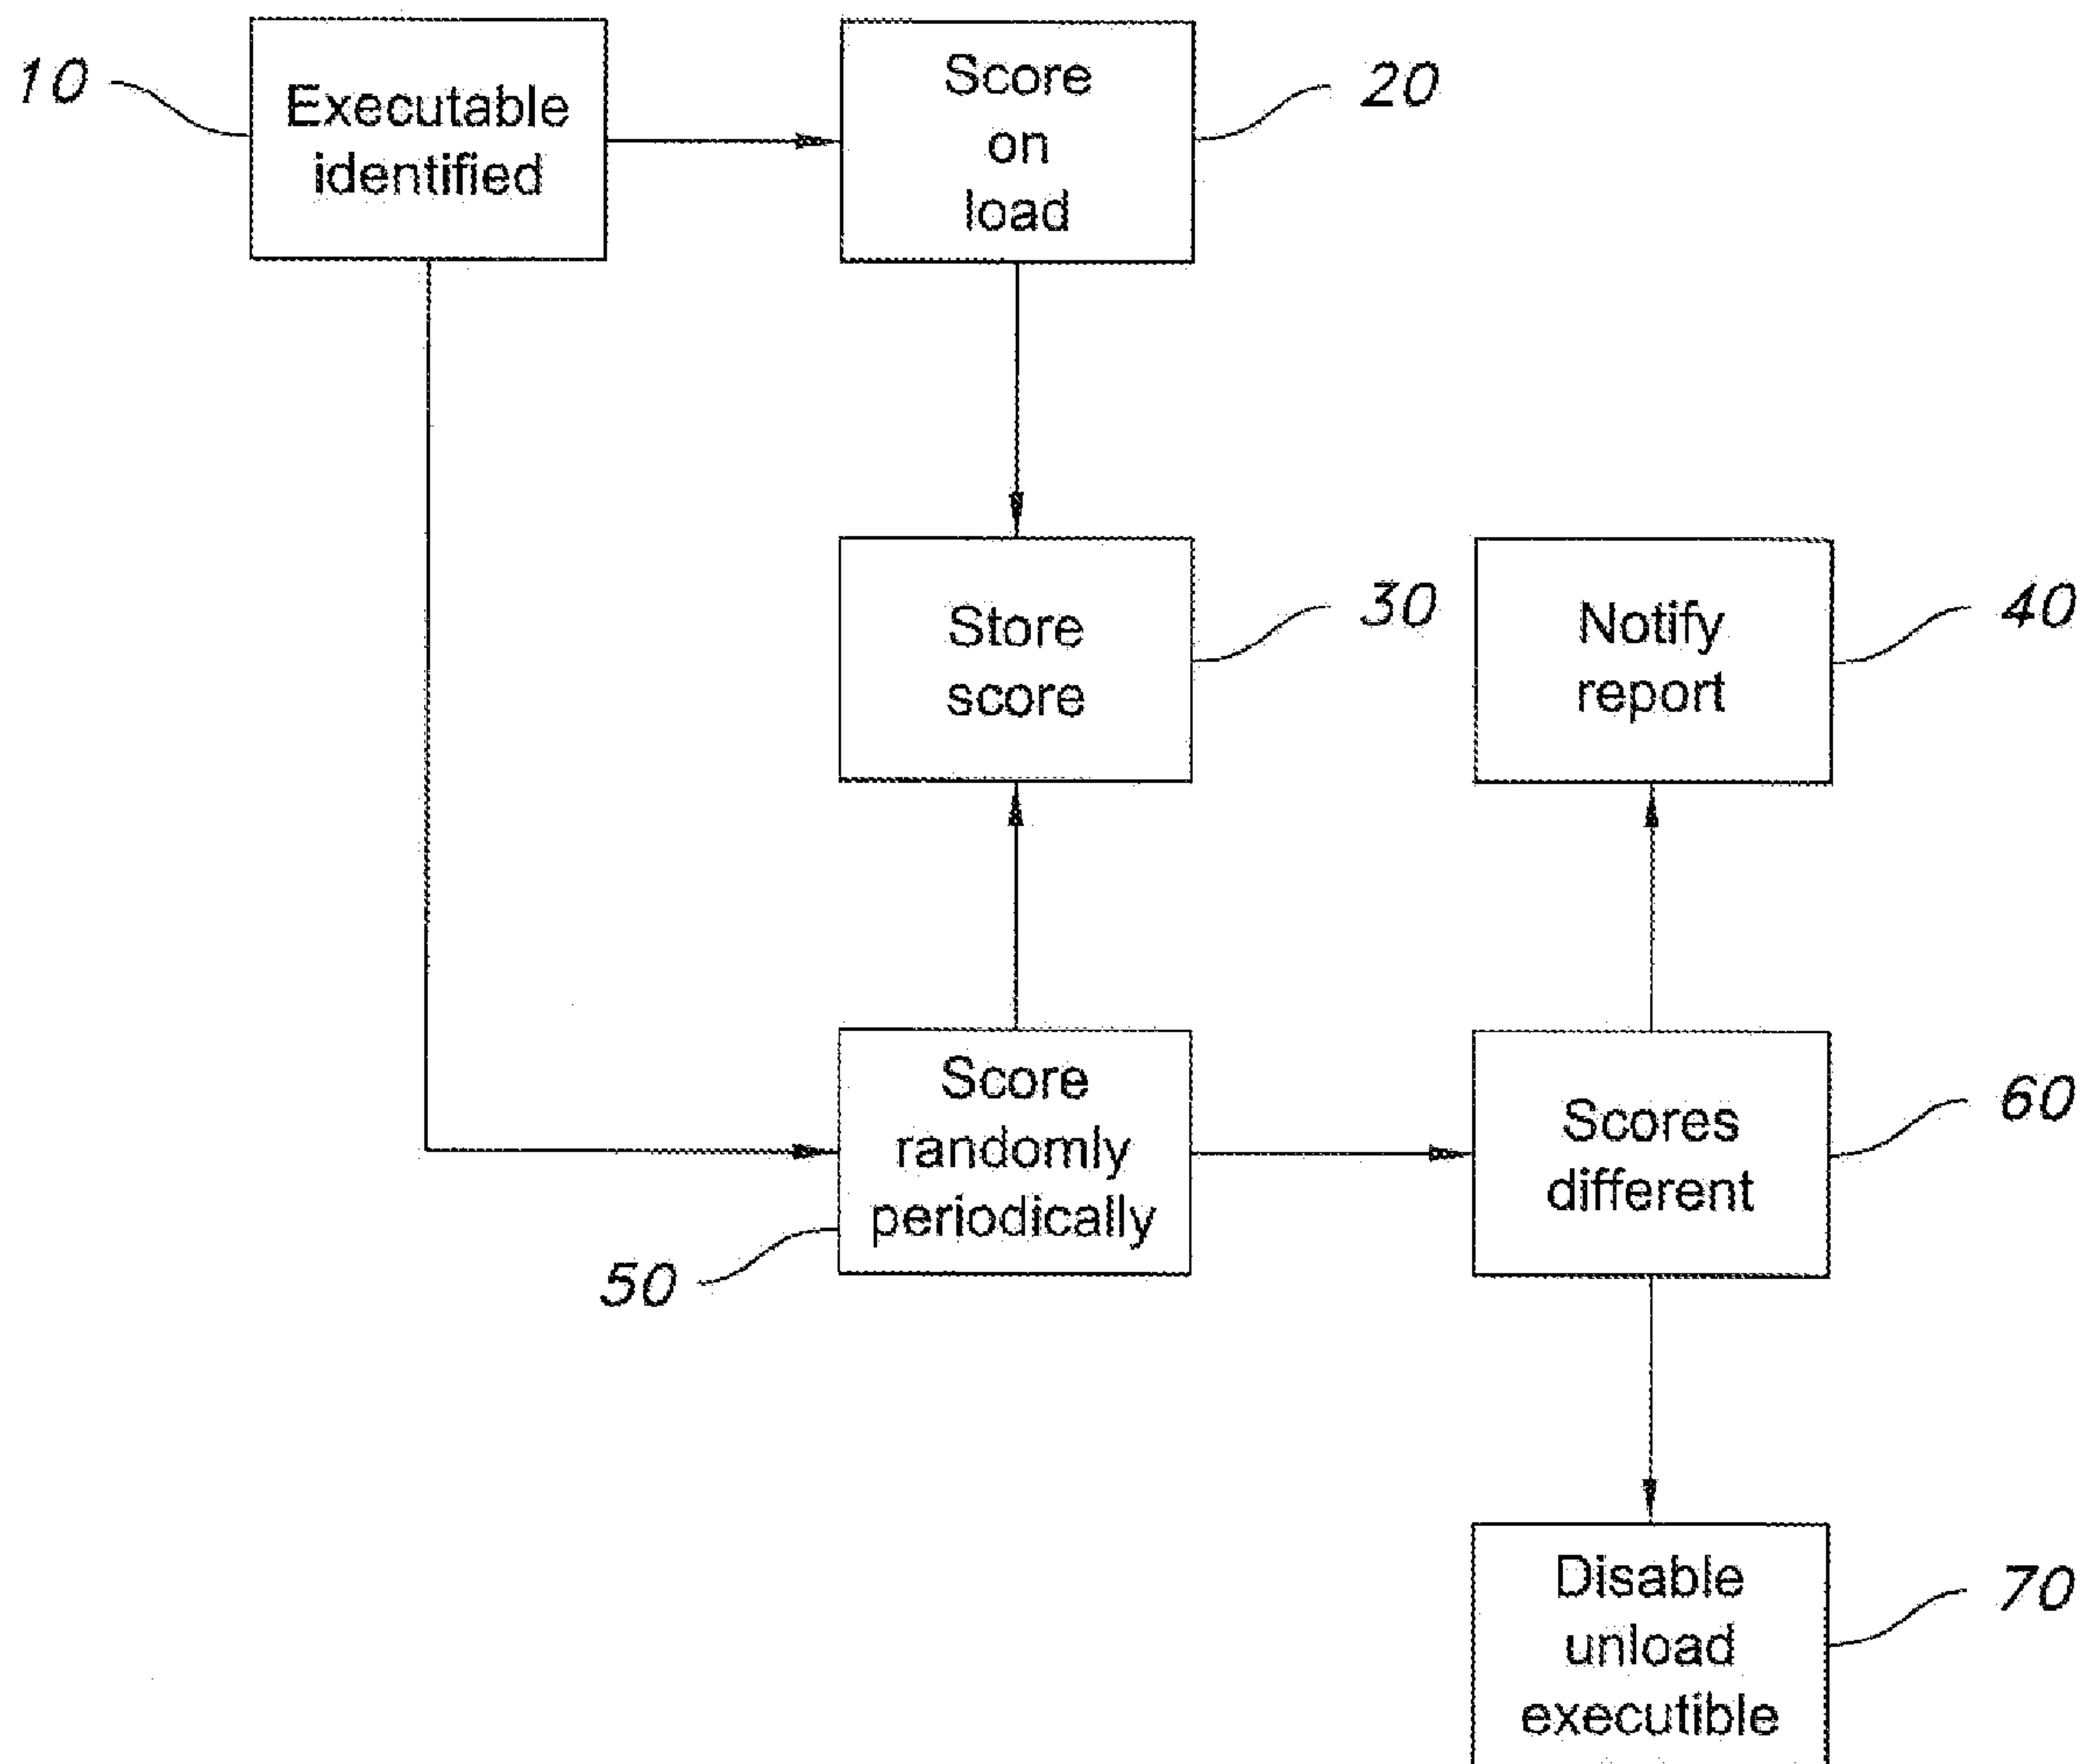 10
Executable
identified
Score
on
load
20
Store
score
30
Notify
report
40
Score
randomly
periodically
50
Scores
different
60
Disable
unload
executible
70